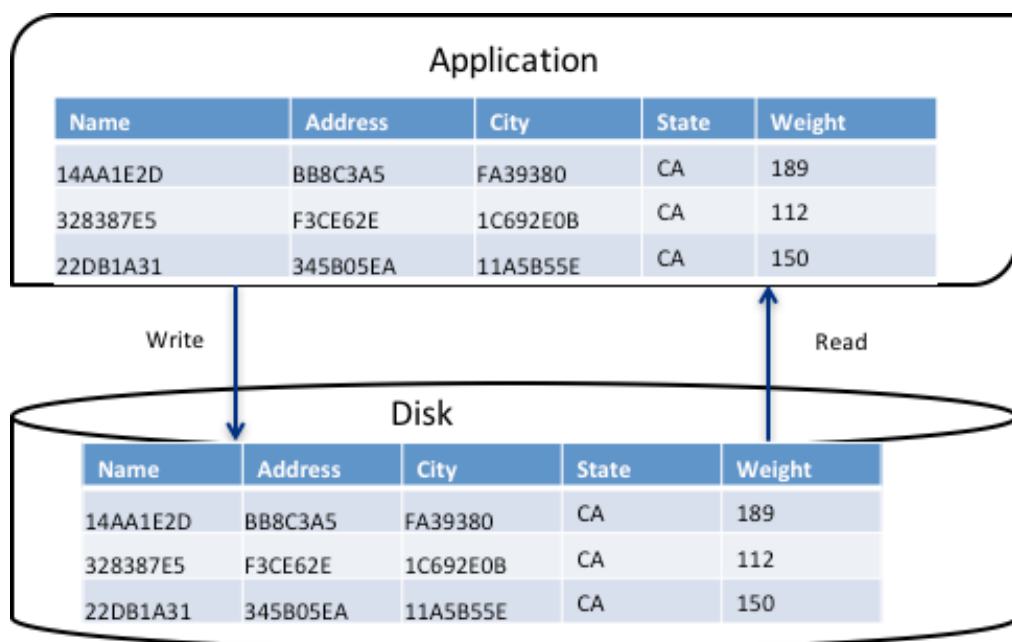 Application
Name Address City State Weight
14AA1E2D BB8C3A5 FA39380 CA 189
328387E5 F3CE62E 1C692E0B CA 112
22DB1A31 345B05EA 11A5B55E CA 150
Write Read
Disk
Name Address City State Weight
14AA1E2D BB8C3A5 FA39380 CA 189
328387E5 F3CE62E 1C692E0B CA 112
22DB1A31 345B05EA 11A5B55E CA 150